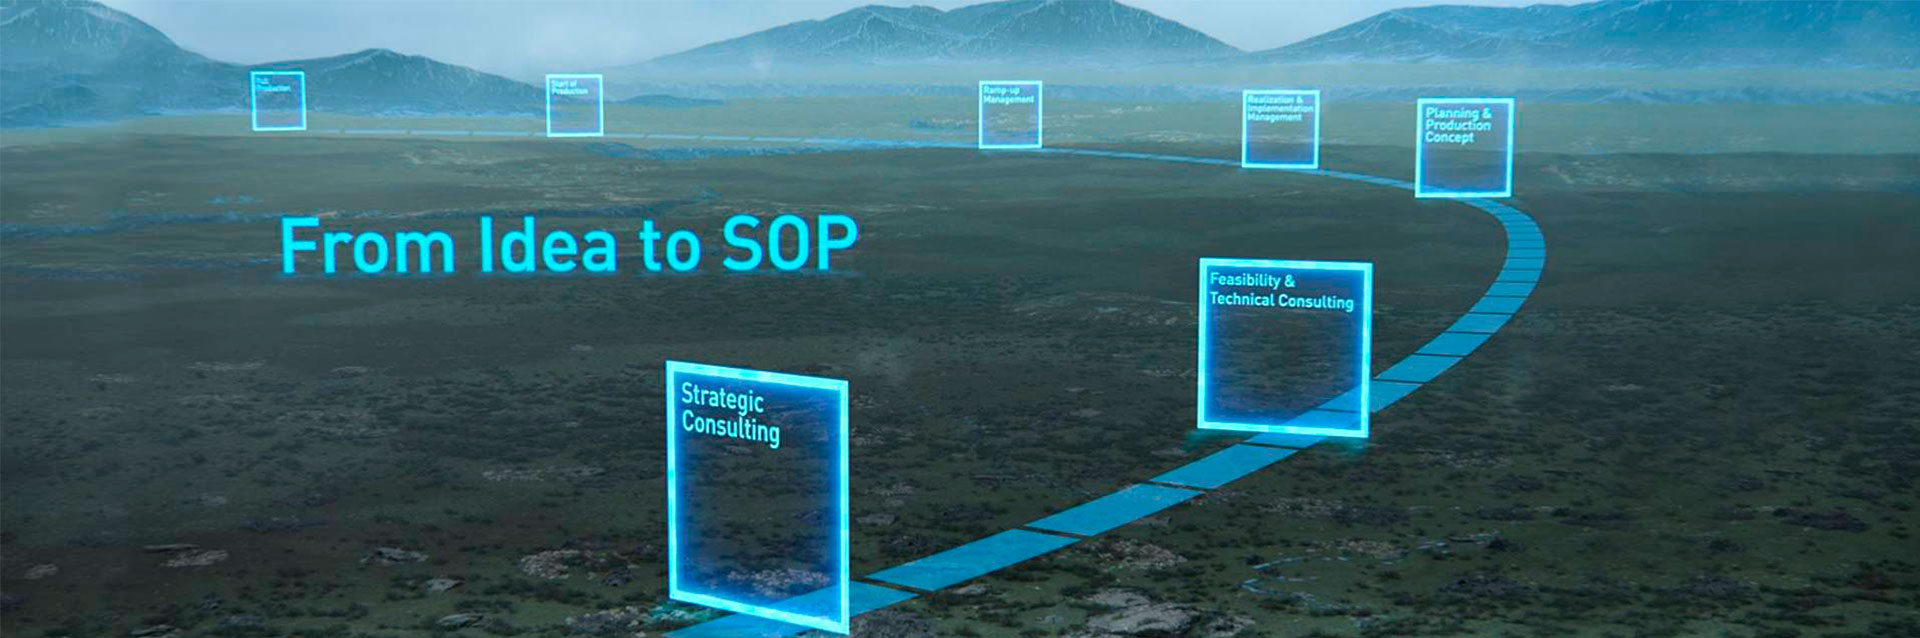 Full
Production
Start of
Production
Ramp-up
Management
Realization &
Implementation
Management
Planning &
Production
Concept
From Idea to SOP
Feasibility &
Technical Consulting
Strategic
Consulting